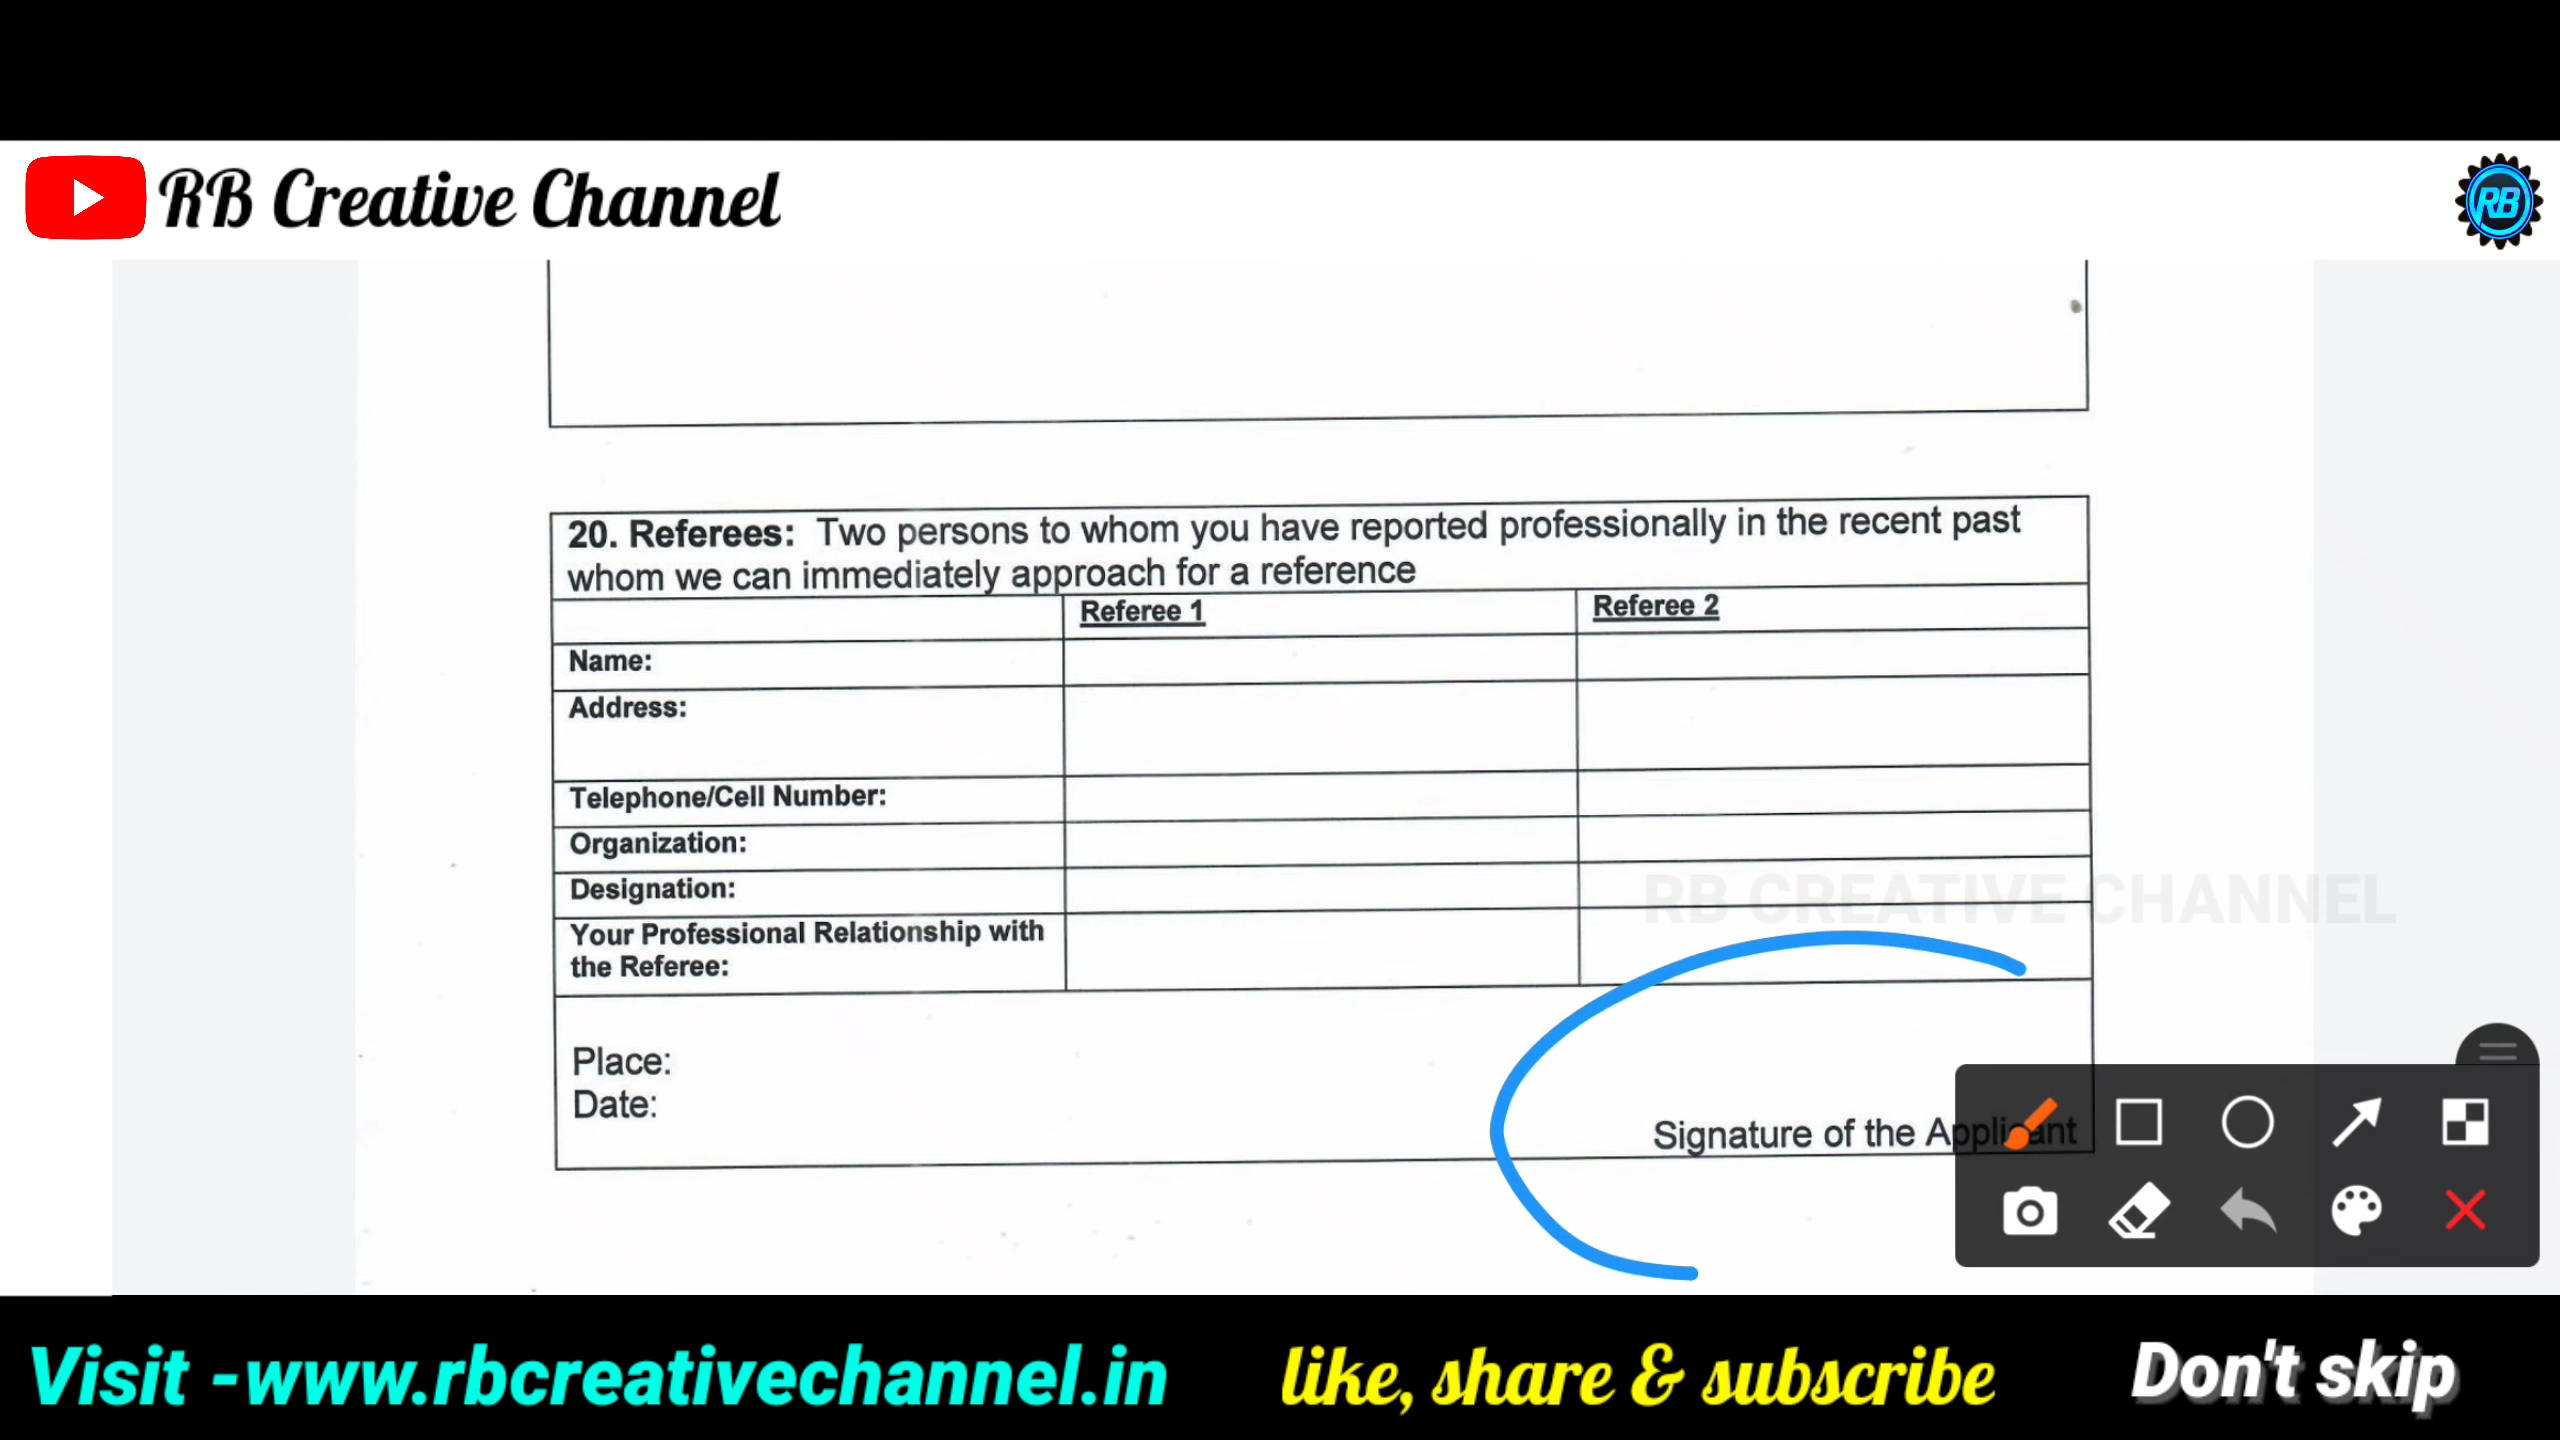 RB Creative Channel
RB
20. Referees: Two persons to whom you have reported professionally in the recent past
whom we can immediately approach for a reference
Referee 1
Referee 2
Name:
Address:
Telephone/Cell Number:
Organization:
Designation:
Your Professional Relationship with
the Referee:
RB CREATIVE CHANNEL
Place:
Date:
Signature of the Applicant
Visit -www.rbcreativechannel.in
like, share & subscribe
Don't skip